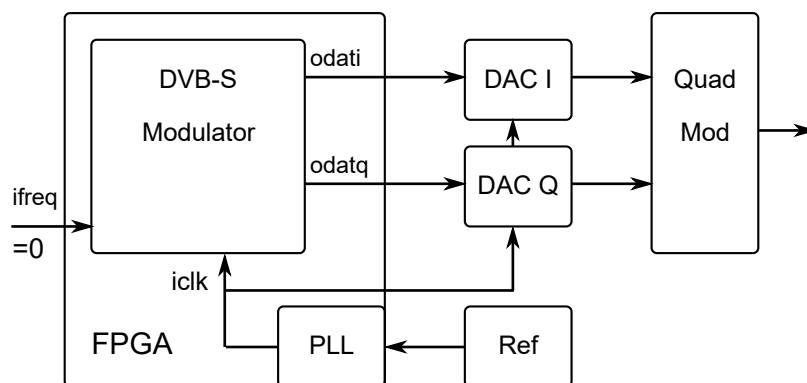 DVB-S
Modulator
odati
odatq
DAC I
DAC Q
Quad
Mod
ifreq
=0
iclk
FPGA
PLL
Ref